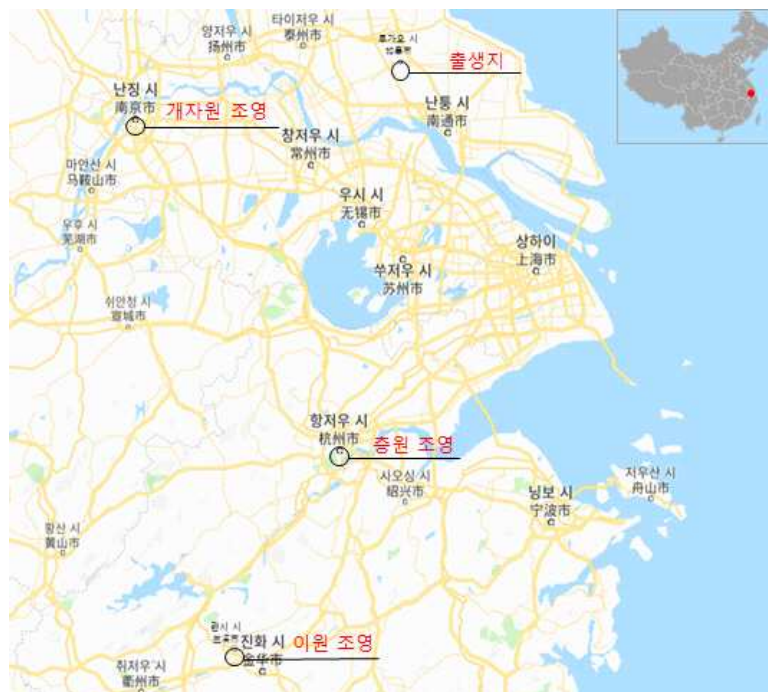 양저우 시
扬州市
타이저우 시
泰州市
루가오 시
출생지
난징 시
南京市
개자원 조영
난퉁 시
南通市
창저우 시
常州市
마안산 시
马鞍山市
우시 시
无锡市
우후 시
芜湖市
상하이
上海市
쑤저우 시
苏州市
쉬안청 시
宣城市
항저우 시
杭州市
층원 조영
사오싱 시
绍兴市
저우산 시
舟山市
닝보 시
宁波市
황산 시
黄山市
란시 시
진화 시
金华市
이원 조영
취저우 시
衢州市